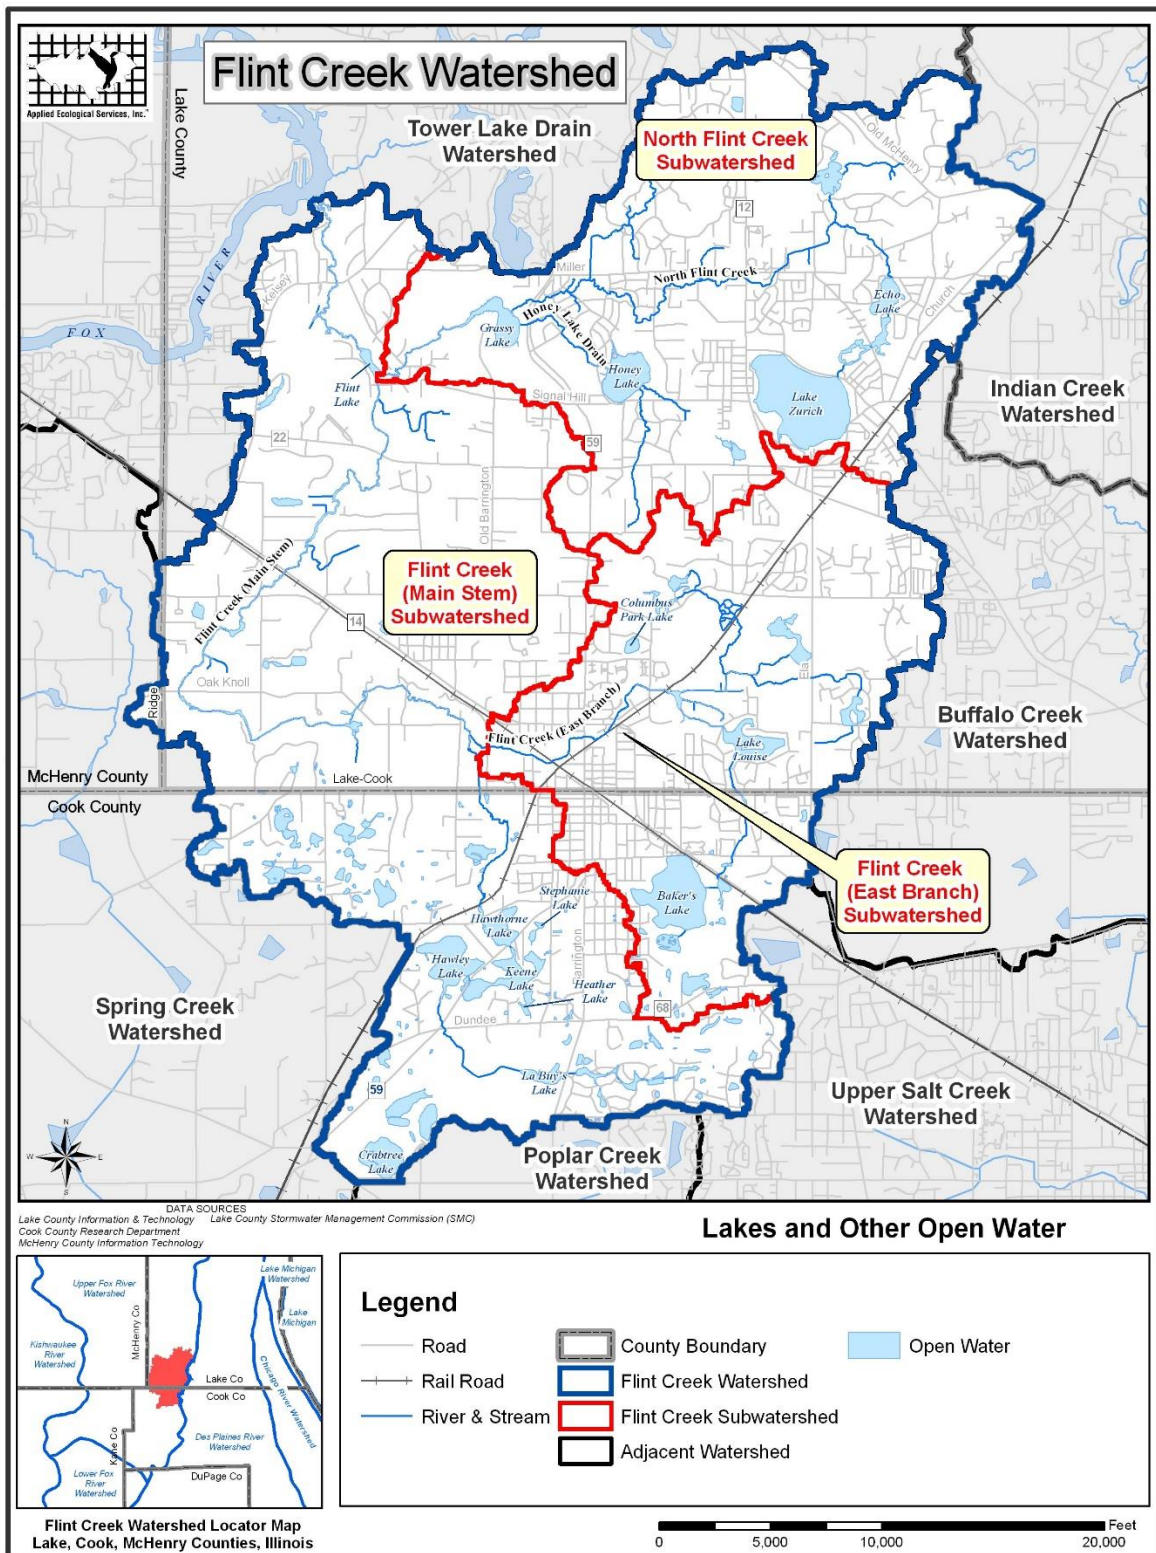 Applied Ecological Services, Inc.™
Flint Creek Watershed
Lake County
Tower Lake Drain
Watershed
North Flint Creek
Subwatershed
Old McHenry
12
Miller
North Flint Creek
Kelsey
RIVER
FOX
Grassy
Lake
Honey Lake Drain
Echo
Lake
Church
Honey
Lake
Flint
Lake
Signal Hill
Lake
Zurich
Indian Creek
Watershed
22
59
Old Barrington
Flint Creek (Main Stem)
Flint Creek
(Main Stem)
Subwatershed
Columbus
Park Lake
14
Oak Knoll
Ridge
Ela
Flint Creek (East Branch)
Lake
Louise
Buffalo Creek
Watershed
McHenry County
Lake-Cook
Cook County
Flint Creek
(East Branch)
Subwatershed
Stephanie
Lake
Baker's
Lake
Hawthorne
Lake
Hawley
Lake
Keene
Lake
Heather
Lake
Barrington
Spring Creek
Watershed
Dundee
68
59
La Buy's
Lake
Upper Salt Creek
Watershed
Crabtree
Lake
Poplar Creek
Watershed
N
W
E
S
DATA SOURCES
Lake County Information & Technology
Lake County Stormwater Management Commission (SMC)
Cook County Research Department
McHenry County Information Technology
Lakes and Other Open Water
Upper Fox River
Watershed
McHenry Co
Lake Michigan
Watershed
Lake
Michigan
Kishwaukee
River
Watershed
Chicago River Watershed
Lake Co
Cook Co
Kane Co
Des Plaines River
Watershed
Lower Fox
River
Watershed
DuPage Co
Flint Creek Watershed Locator Map
Lake, Cook, McHenry Counties, Illinois
Legend
Road
County Boundary
Open Water
Rail Road
Flint Creek Watershed
River & Stream
Flint Creek Subwatershed
Adjacent Watershed
Feet
0
5,000
10,000
20,000